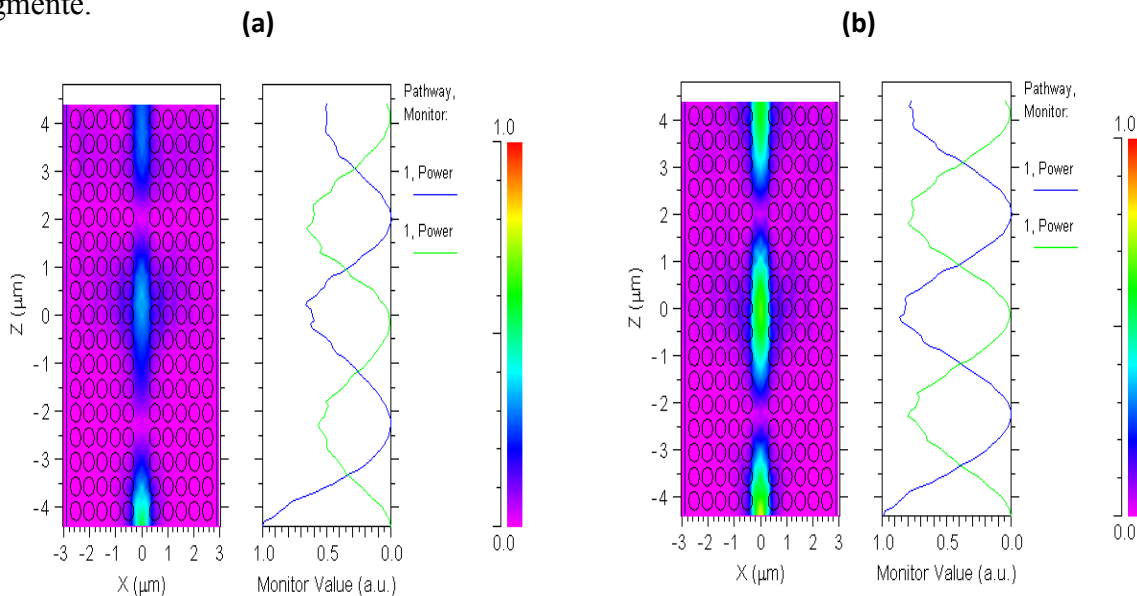 gmente.
(a)
(b)
4
3
2
1
0
-1
-2
-3
-4
Z (µm)
-3 -2 -1 0 1 2 3
X (µm)
1.0 0.5 0.0
Monitor Value (a.u.)
Pathway,
Monitor:
1, Power
1, Power
1.0
0.0
4
3
2
1
0
-1
-2
-3
-4
Z (µm)
-3 -2 -1 0 1 2 3
X (µm)
1.0 0.5 0.0
Monitor Value (a.u.)
Pathway,
Monitor:
1, Power
1, Power
1.0
0.0